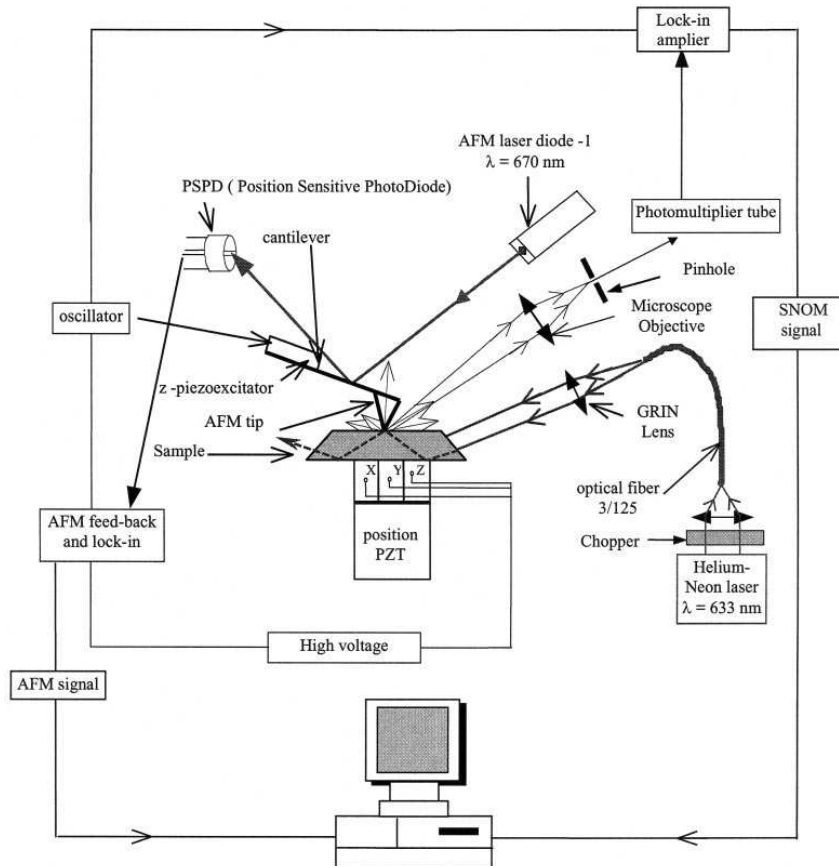 Lock-in
amplier
AFM laser diode -1
λ = 670 nm
PSPD ( Position Sensitive PhotoDiode)
cantilever
Photomultiplier tube
Pinhole
Microscope
Objective
oscillator
SNOM
signal
z -piezoexcitator
AFM tip
GRIN
Lens
Sample
X Y Z
optical fiber
3/125
AFM feed-back
and lock-in
position
PZT
Chopper
Helium-
Neon laser
λ = 633 nm
High voltage
AFM signal